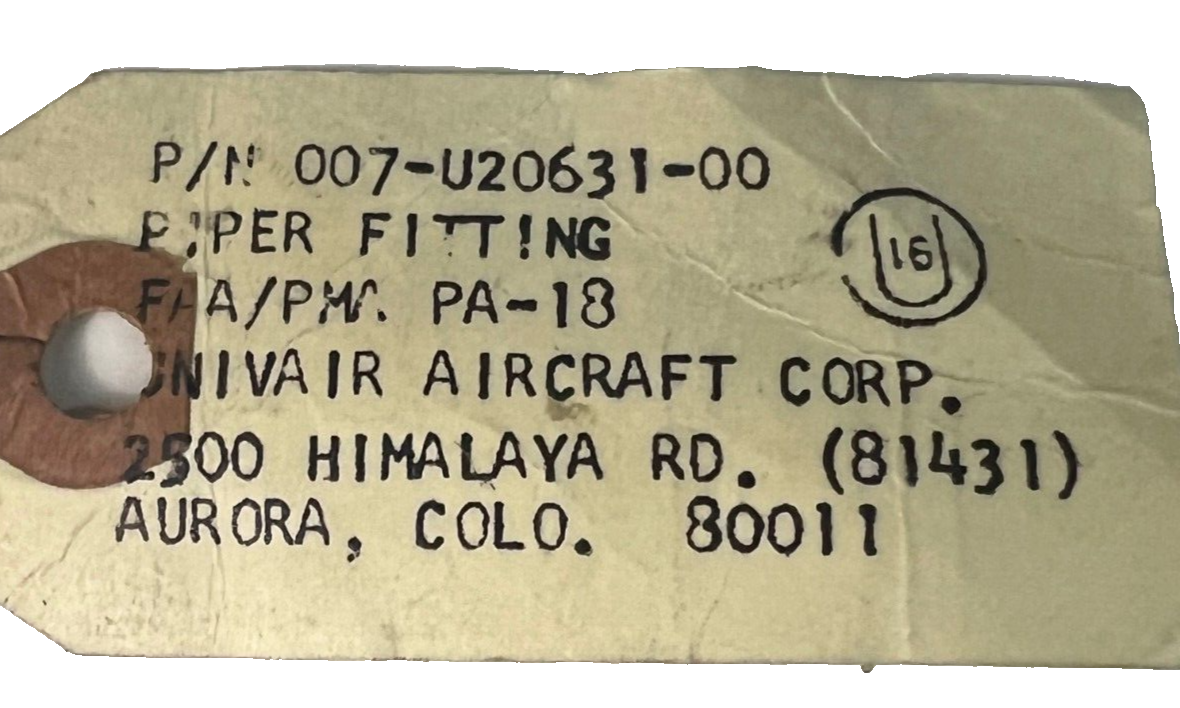 P/N 007-U20631-00
PIPER FITTING
FAA/PMA PA-18
UNIVAIR AIRCRAFT CORP.
2500 HIMALAYA RD. (81431)
AURORA, COLO. 80011
U 16